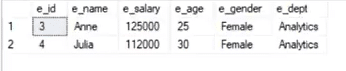 e_id e_name e_salary e_age e_gender e_dept
1 3 Anne 125000 25 Female Analytics
2 4 Julia 112000 30 Female Analytics